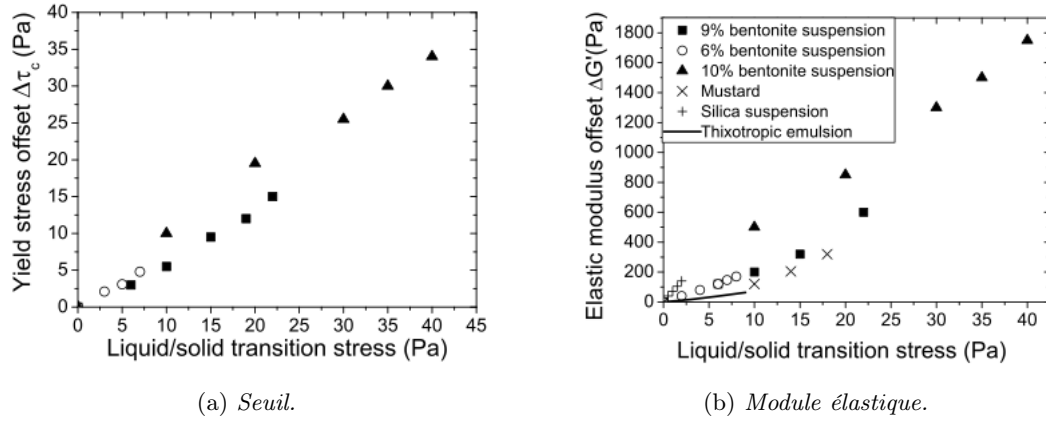 Yield stress offset Δτc (Pa)
40
35
30
25
20
15
10
5
0
0 5 10 15 20 25 30 35 40 45
Liquid/solid transition stress (Pa)
(a) Seuil.
Elastic modulus offset ΔG'(Pa)
1800
1600
1400
1200
1000
800
600
400
200
0
9% bentonite suspension
6% bentonite suspension
10% bentonite suspension
Mustard
Silica suspension
Thixotropic emulsion
0 5 10 15 20 25 30 35 40
Liquid/solid transition stress (Pa)
(b) Module élastique.